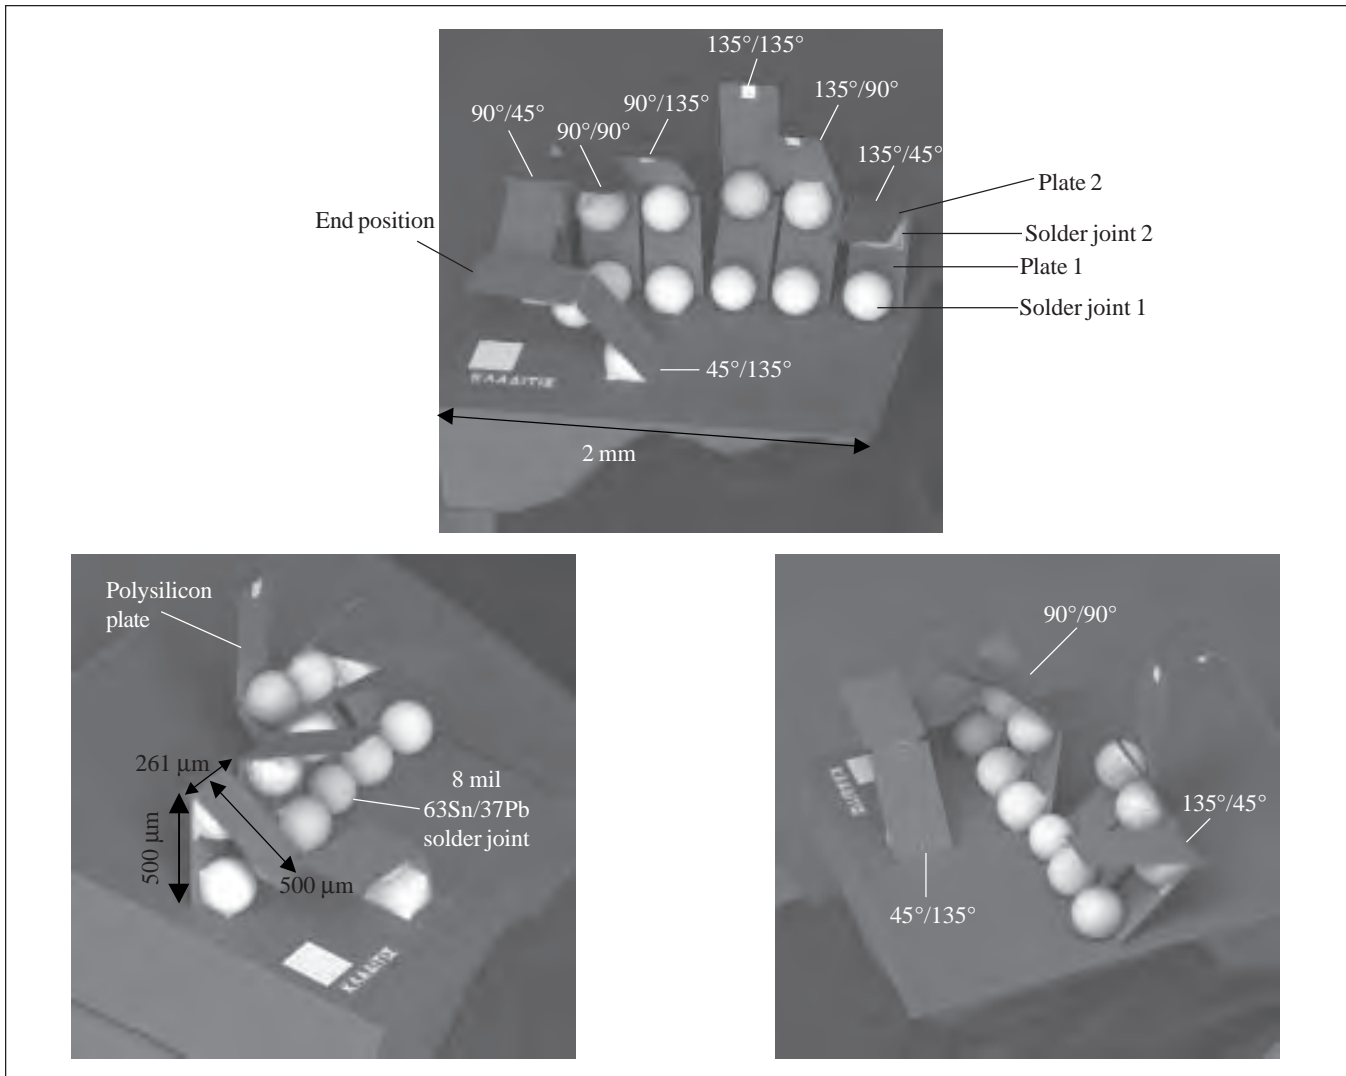 135°/135°
135°/90°
90°/135°
90°/45°
90°/90°
135°/45°
Plate 2
End position
Solder joint 2
Plate 1
Solder joint 1
45°/135°
2 mm
Polysilicon
plate
261 μm
8 mil
63Sn/37Pb
solder joint
500 μm
500 μm
90°/90°
135°/45°
45°/135°